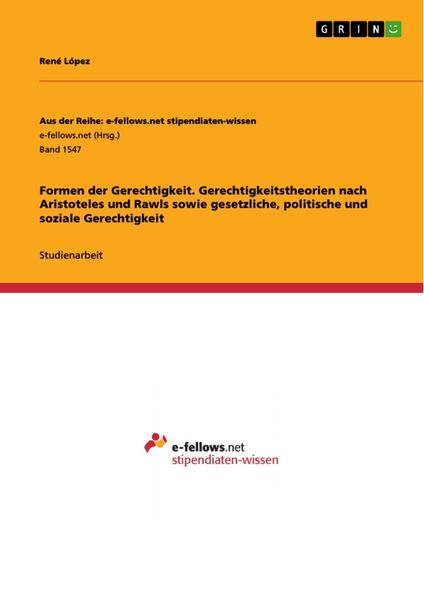 GRIN
René López
Aus der Reihe: e-fellows.net stipendiaten-wissen
e-fellows.net (Hrsg.)
Band 1547
Formen der Gerechtigkeit. Gerechtigkeitstheorien nach
Aristoteles und Rawls sowie gesetzliche, politische und
soziale Gerechtigkeit
Studienarbeit
e-fellows.net
stipendiaten-wissen